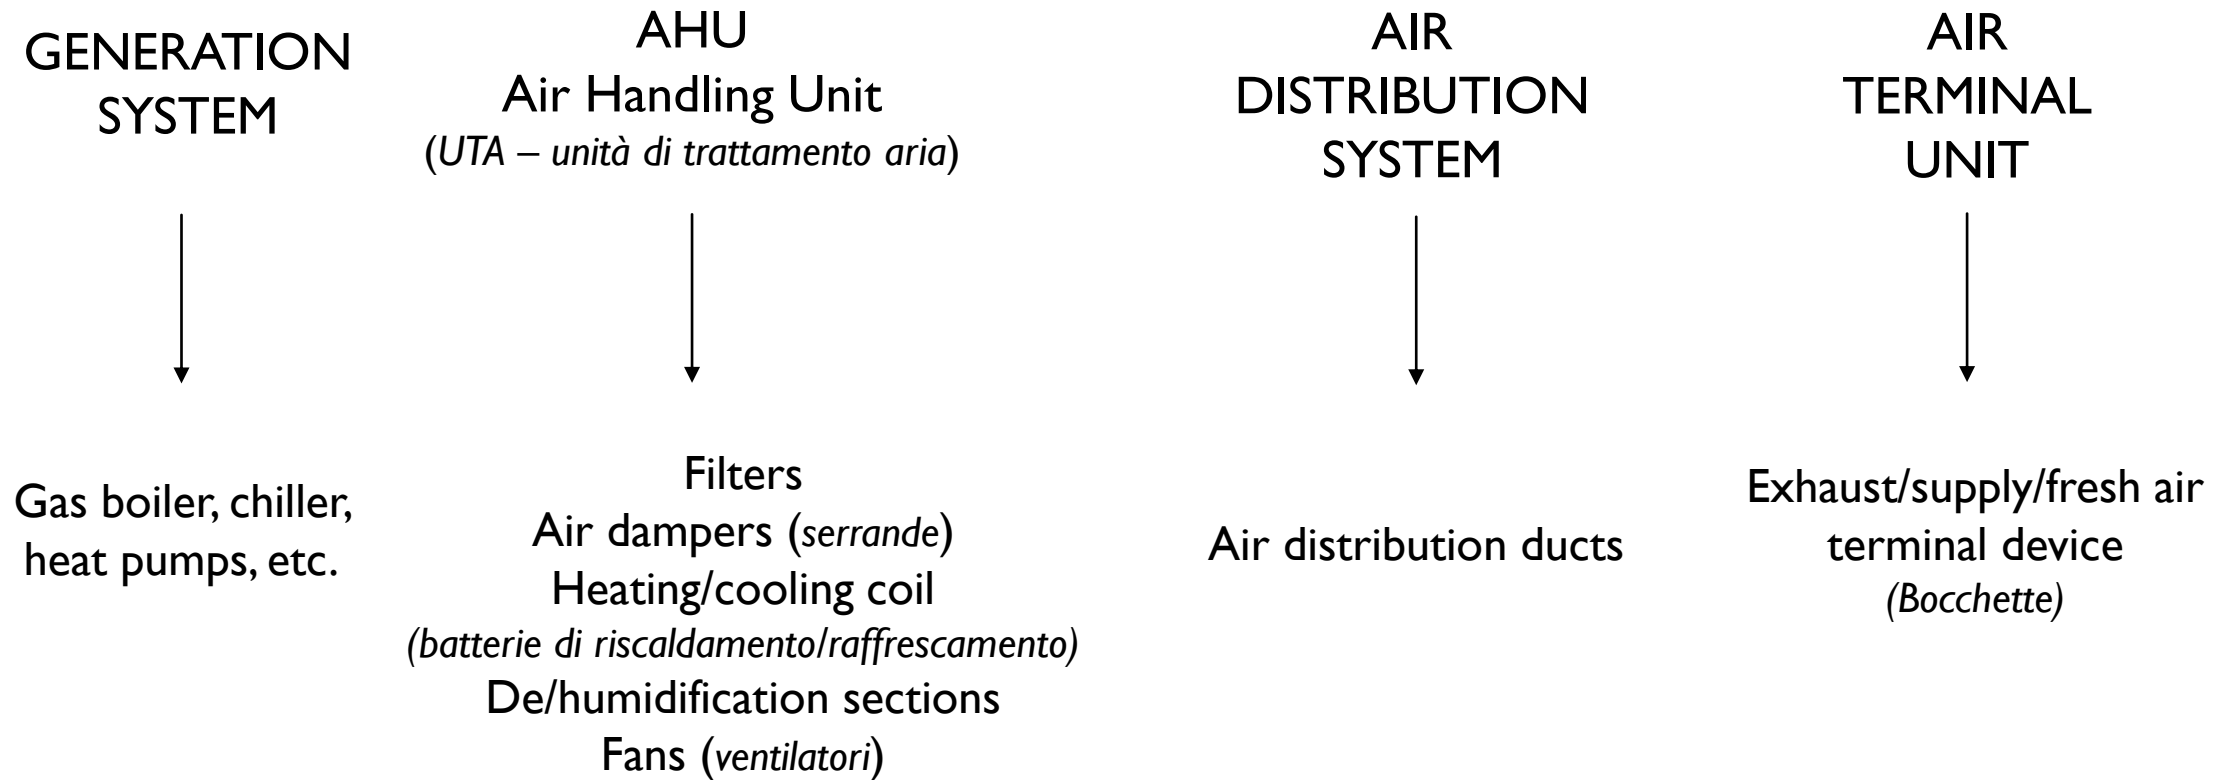 GENERATION
SYSTEM
AHU
Air Handling Unit
(UTA – unità di trattamento aria)
AIR
DISTRIBUTION
SYSTEM
AIR
TERMINAL
UNIT
Gas boiler, chiller,
heat pumps, etc.
Filters
Air dampers (serrande)
Heating/cooling coil
(batterie di riscaldamento/raffrescamento)
De/humidification sections
Fans (ventilatori)
Air distribution ducts
Exhaust/supply/fresh air
terminal device
(Bocchette)